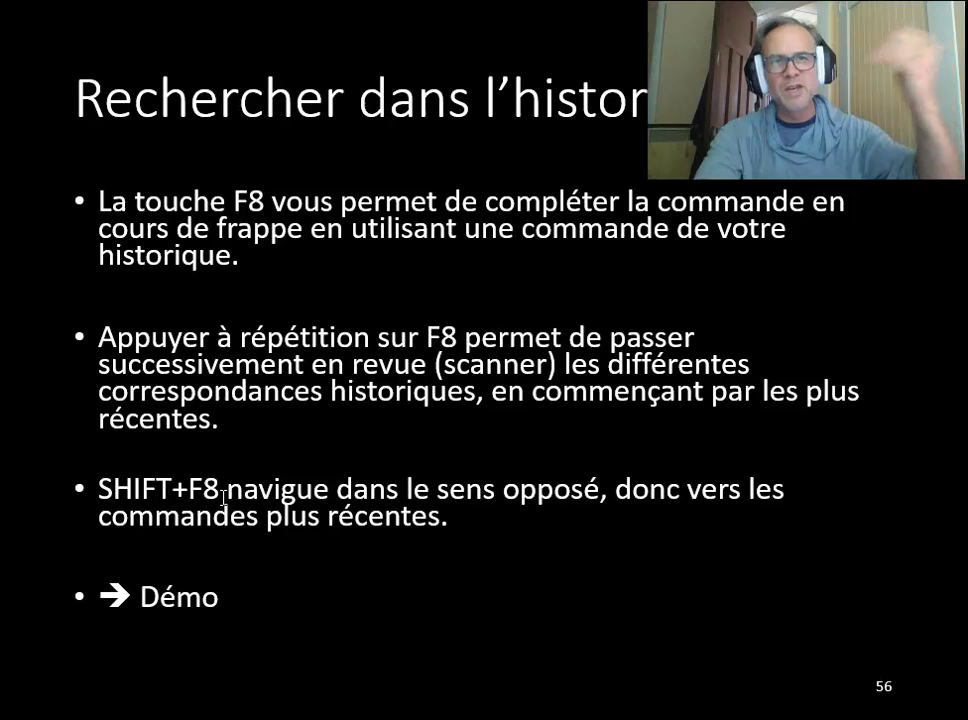 Rechercher dans l’histor
• La touche F8 vous permet de compléter la commande en
cours de frappe en utilisant une commande de votre
historique.
• Appuyer à répétition sur F8 permet de passer
successivement en revue (scanner) les différentes
correspondances historiques, en commençant par les plus
récentes.
• SHIFT+F8 navigue dans le sens opposé, donc vers les
commandes plus récentes.
• ➔ Démo
56